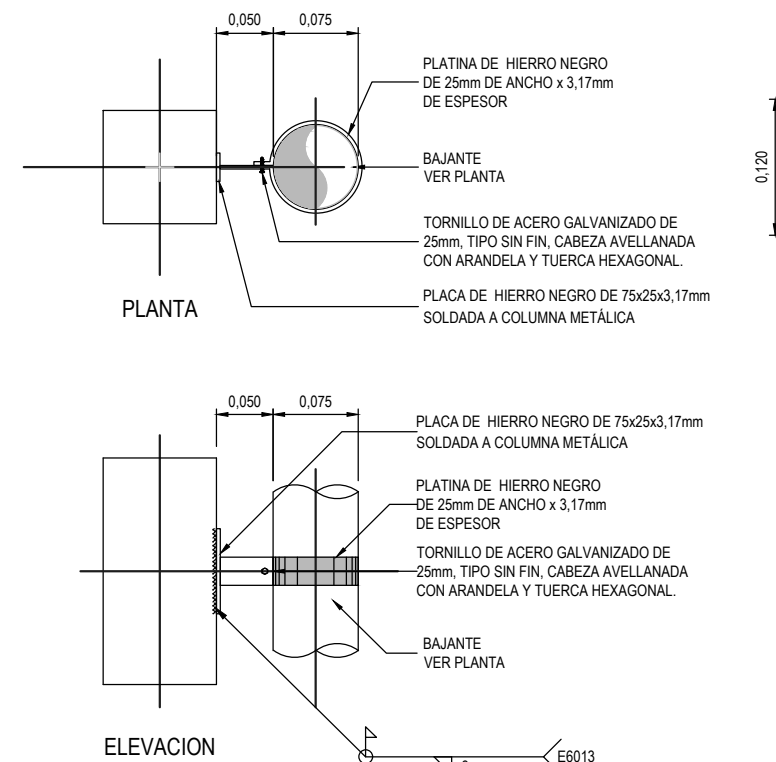 0,050 0,075
PLATINA DE HIERRO NEGRO
DE 25mm DE ANCHO x 3,17mm
DE ESPESOR
BAJANTE
VER PLANTA
0,120
TORNILLO DE ACERO GALVANIZADO DE
25mm, TIPO SIN FIN, CABEZA AVELLANADA
CON ARANDELA Y TUERCA HEXAGONAL.
PLACA DE HIERRO NEGRO DE 75x25x3,17mm
SOLDADA A COLUMNA METÁLICA
PLANTA
0,050 0,075
PLACA DE HIERRO NEGRO DE 75x25x3,17mm
SOLDADA A COLUMNA METÁLICA
PLATINA DE HIERRO NEGRO
DE 25mm DE ANCHO x 3,17mm
DE ESPESOR
TORNILLO DE ACERO GALVANIZADO DE
25mm, TIPO SIN FIN, CABEZA AVELLANADA
CON ARANDELA Y TUERCA HEXAGONAL.
BAJANTE
VER PLANTA
ELEVACION
E6013